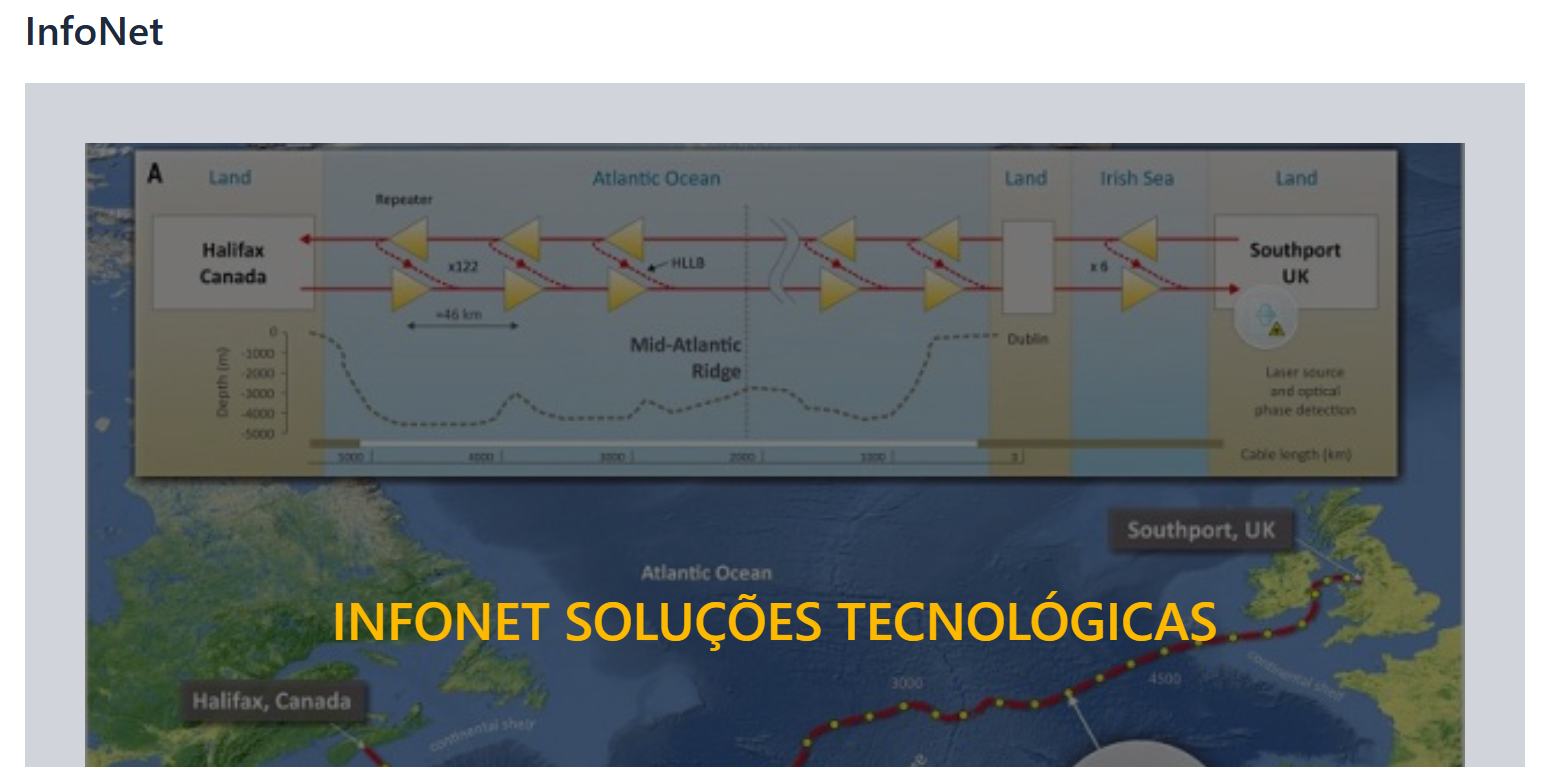 InfoNet
A
Land
Atlantic Ocean
Land
Irish Sea
Land
Repeater
Halifax
Canada
x122
HLLB
x 6
Southport
UK
≈46 km
0
-1000
-2000
-3000
-4000
-5000
Depth (m)
Mid-Atlantic
Ridge
Dublin
Laser source
and optical
phase detection
5000
4000
3000
2000
1000
0
Cable length (km)
Southport, UK
Atlantic Ocean
INFONET SOLUÇÕES TECNOLÓGICAS
continental shelf
4500
3000
Halifax, Canada
continental shelf